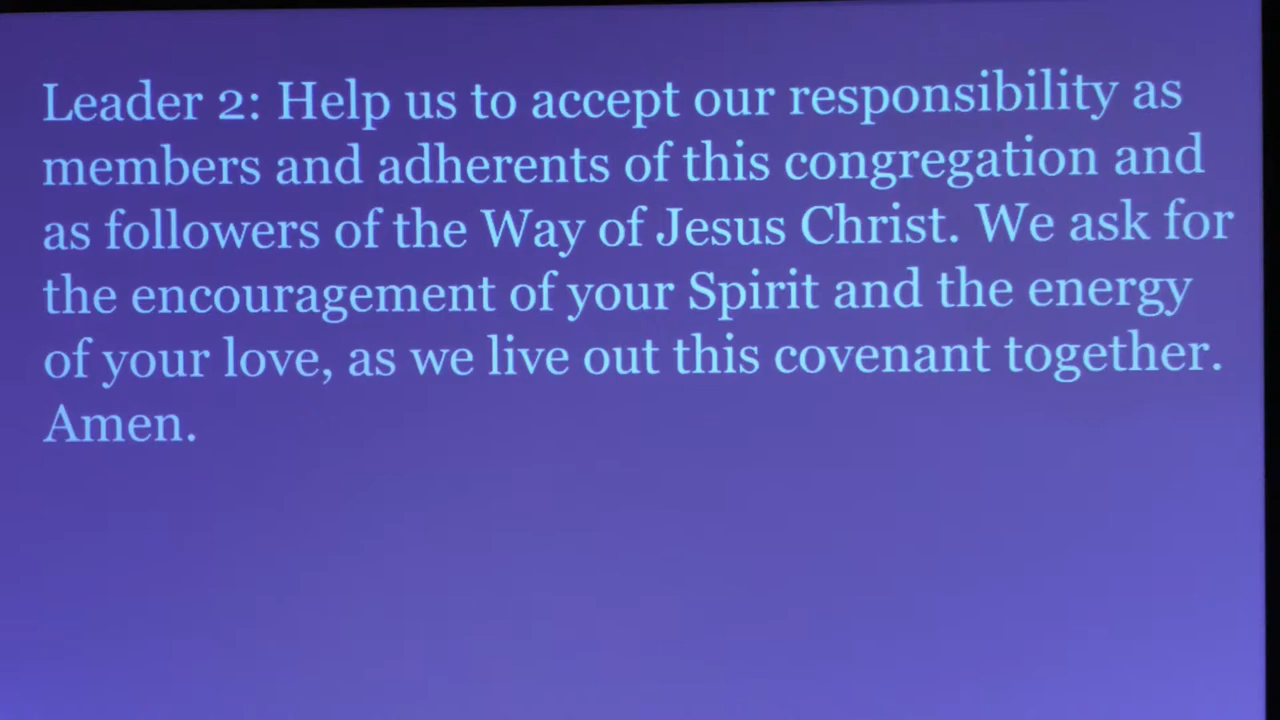 Leader 2: Help us to accept our responsibility as
members and adherents of this congregation and
as followers of the Way of Jesus Christ. We ask for
the encouragement of your Spirit and the energy
of your love, as we live out this covenant together.
Amen.